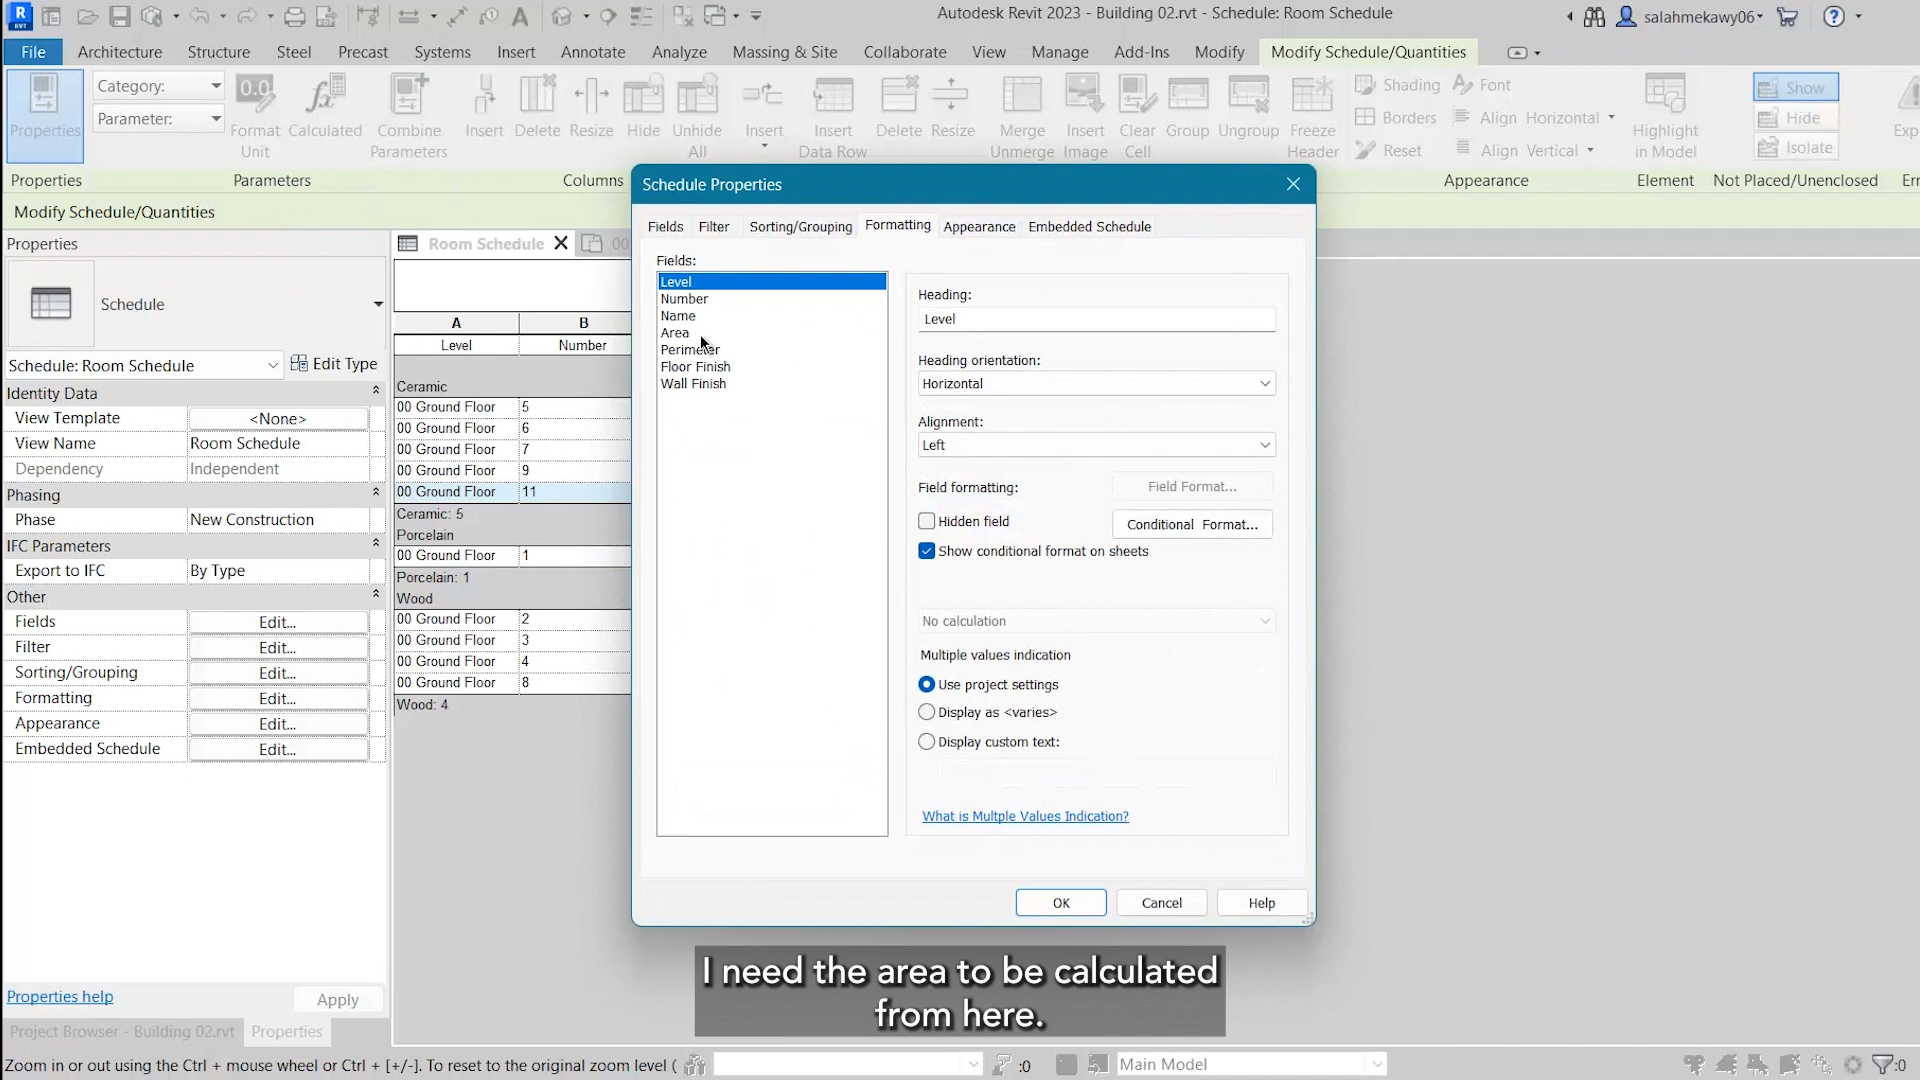 Autodesk Revit 2023 - Building 02.rvt - Schedule: Room Schedule
salahmekawy06
File Architecture Structure Steel Precast Systems Insert Annotate Analyze Massing & Site Collaborate View Manage Add-Ins Modify Modify Schedule/Quantities
Properties
Category:
Parameter:
Format
Unit
Calculated
Combine
Parameters
Insert
Delete
Resize
Hide
Unhide
All
Insert
Insert
Data Row
Delete
Resize
Merge
Unmerge
Insert
Image
Clear
Cell
Group
Ungroup
Freeze
Header
Shading
Borders
Reset
Font
Align Horizontal
Align Vertical
Highlight
in Model
Show
Hide
Isolate
Properties Parameters Columns Appearance Element Not Placed/Unenclosed
Modify Schedule/Quantities
Properties
Schedule
Schedule: Room Schedule
Edit Type
Identity Data
View Template <None>
View Name Room Schedule
Dependency Independent
Phasing
Phase New Construction
IFC Parameters
Export to IFC By Type
Other
Fields Edit...
Filter Edit...
Sorting/Grouping Edit...
Formatting Edit...
Appearance Edit...
Embedded Schedule Edit...
Properties help
Apply
Project Browser - Building 02.rvt Properties
Room Schedule
00
A B
Level Number
Ceramic
00 Ground Floor 5
00 Ground Floor 6
00 Ground Floor 7
00 Ground Floor 9
00 Ground Floor 11
Ceramic: 5
Porcelain
00 Ground Floor 1
Porcelain: 1
Wood
00 Ground Floor 2
00 Ground Floor 3
00 Ground Floor 4
00 Ground Floor 8
Wood: 4
Schedule Properties
Fields Filter Sorting/Grouping Formatting Appearance Embedded Schedule
Fields:
Level
Number
Name
Area
Perimeter
Floor Finish
Wall Finish
Heading:
Level
Heading orientation:
Horizontal
Alignment:
Left
Field formatting: Field Format...
Hidden field Conditional Format...
Show conditional format on sheets
No calculation
Multiple values indication
Use project settings
Display as <varies>
Display custom text:
What is Multple Values Indication?
OK Cancel Help
I need the area to be calculated
from here.
Zoom in or out using the Ctrl + mouse wheel or Ctrl + [+/-]. To reset to the original zoom level (
:0
Main Model
:0